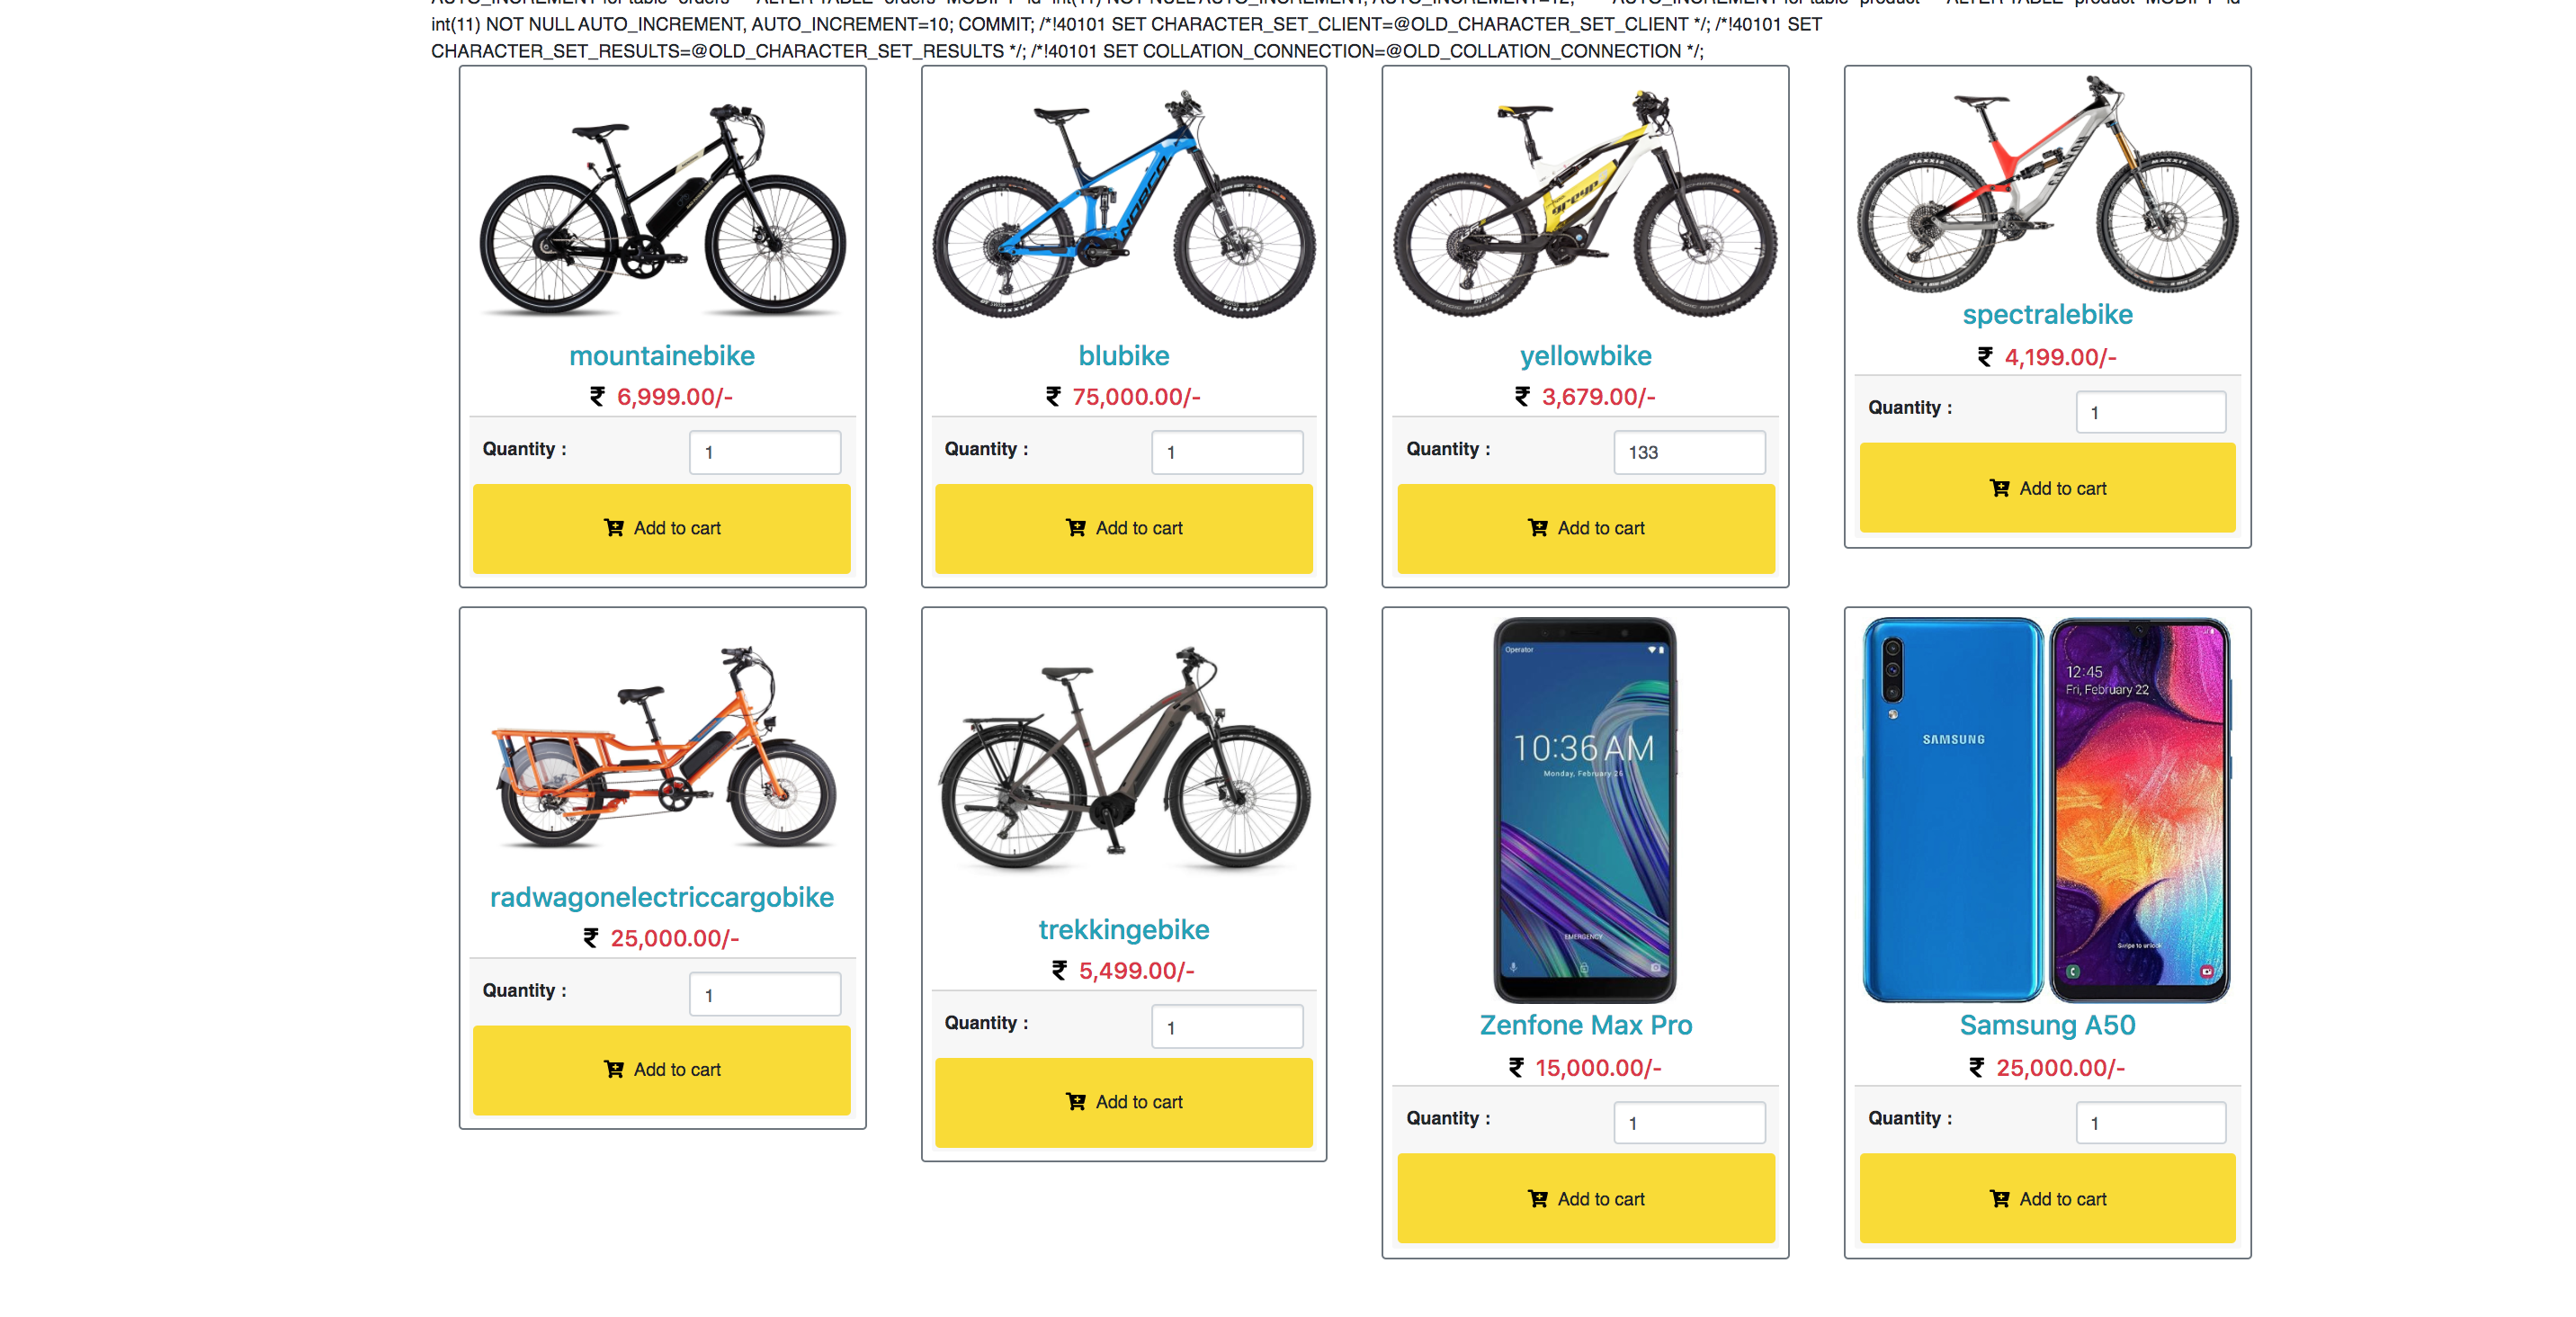 int(11) NOT NULL AUTO_INCREMENT, AUTO_INCREMENT=10; COMMIT; /*!40101 SET CHARACTER_SET_CLIENT=@OLD_CHARACTER_SET_CLIENT */; /*!40101 SET
CHARACTER_SET_RESULTS=@OLD_CHARACTER_SET_RESULTS */; /*!40101 SET COLLATION_CONNECTION=@OLD_COLLATION_CONNECTION */;
NORCO
greyp
CANYON
mountainebike
₹ 6,999.00/-
Quantity :
1
Add to cart
blubike
₹ 75,000.00/-
Quantity :
1
Add to cart
yellowbike
₹ 3,679.00/-
Quantity :
133
Add to cart
spectralebike
₹ 4,199.00/-
Quantity :
1
Add to cart
radwagonelectriccargobike
₹ 25,000.00/-
Quantity :
1
Add to cart
trekkingebike
₹ 5,499.00/-
Quantity :
1
Add to cart
Operator
10:36 AM
Monday, February 26
EMERGENCY
Zenfone Max Pro
₹ 15,000.00/-
Quantity :
1
Add to cart
SAMSUNG
12:45
Fri, February 22
Swipe to unlock
Samsung A50
₹ 25,000.00/-
Quantity :
1
Add to cart